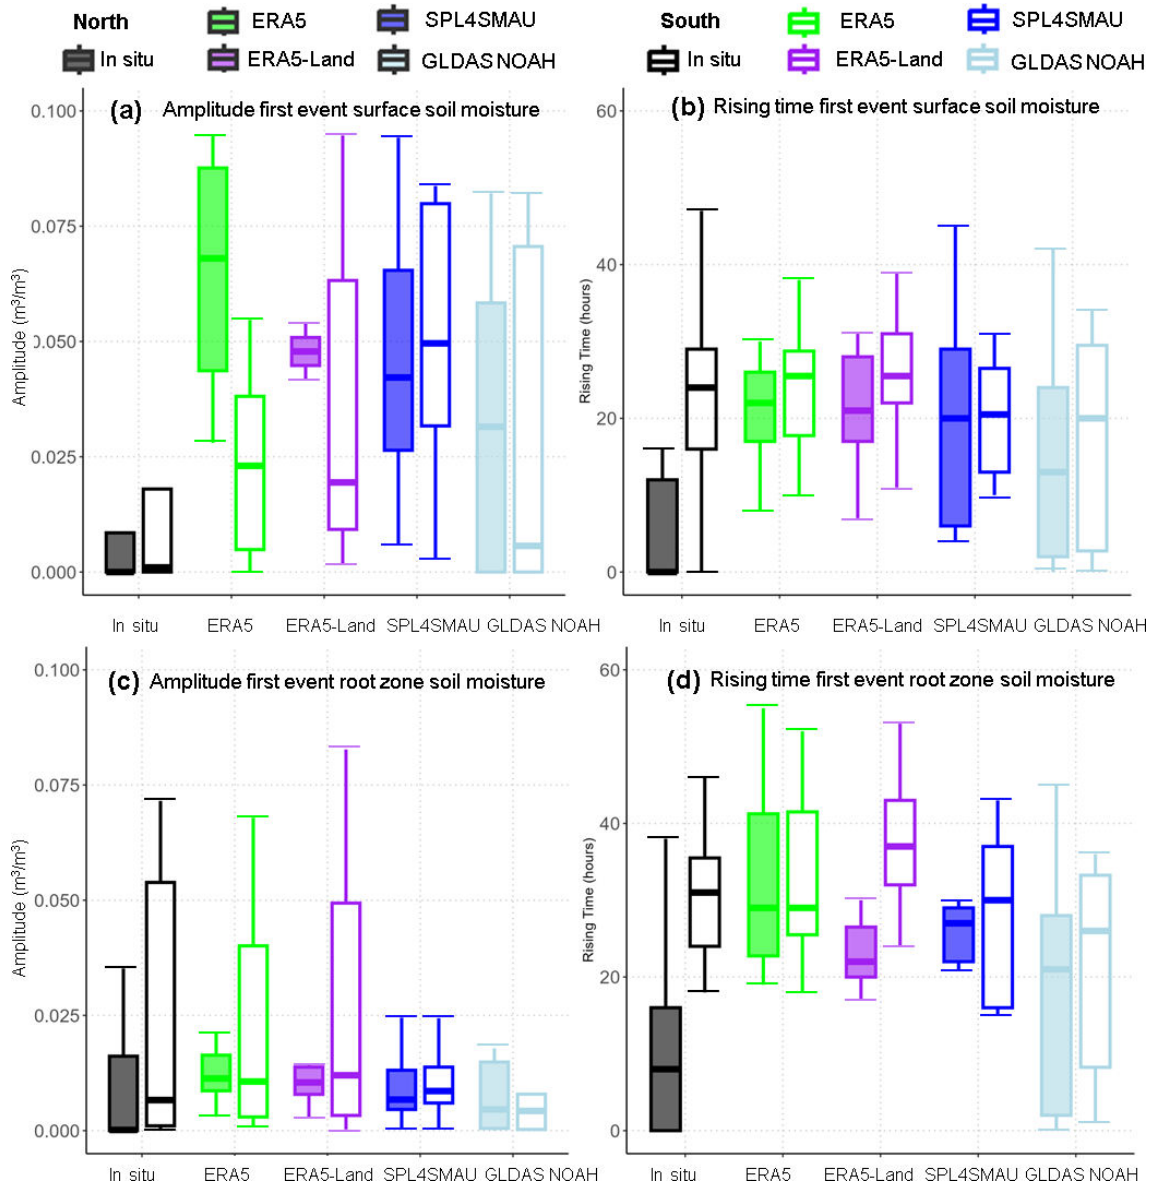 North ERA5 SPL4SMAU South ERA5 SPL4SMAU
In situ ERA5-Land GLDAS NOAH In situ ERA5-Land GLDAS NOAH
(a) Amplitude first event surface soil moisture
0.100
0.075
0.050
0.025
0.000
Amplitude (m³/m³)
In situ ERA5 ERA5-Land SPL4SMAU GLDAS NOAH
(b) Rising time first event surface soil moisture
60
40
20
0
Rising Time (hours)
In situ ERA5 ERA5-Land SPL4SMAU GLDAS NOAH
(c) Amplitude first event root zone soil moisture
0.100
0.075
0.050
0.025
0.000
Amplitude (m³/m³)
In situ ERA5 ERA5-Land SPL4SMAU GLDAS NOAH
(d) Rising time first event root zone soil moisture
60
40
20
0
Rising Time (hours)
In situ ERA5 ERA5-Land SPL4SMAU GLDAS NOAH